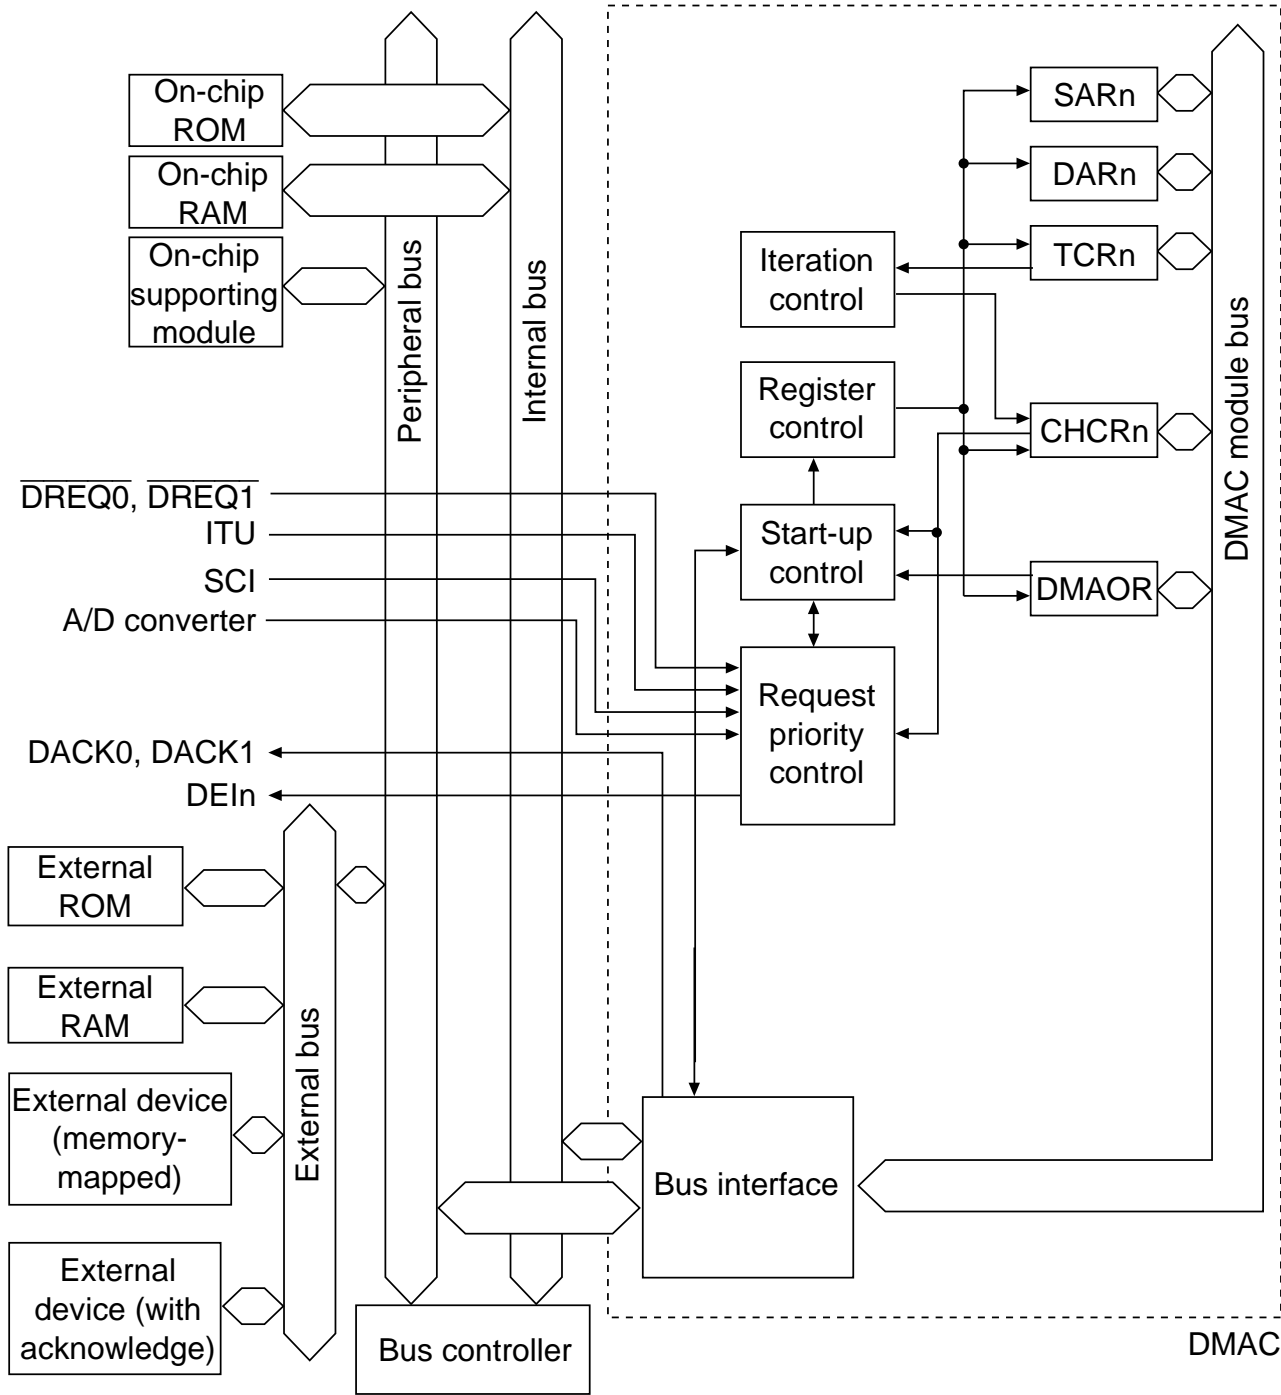 On-chip
ROM
On-chip
RAM
On-chip
supporting
module
Peripheral bus
Internal bus
SARn
DARn
TCRn
Iteration
control
Register
control
CHCRn
DMAC module bus
DREQ0, DREQ1
ITU
SCI
A/D converter
Start-up
control
DMAOR
Request
priority
control
DACK0, DACK1
DEIn
External
ROM
External
RAM
External bus
External device
(memory-
mapped)
External
device (with
acknowledge)
Bus interface
Bus controller
DMAC